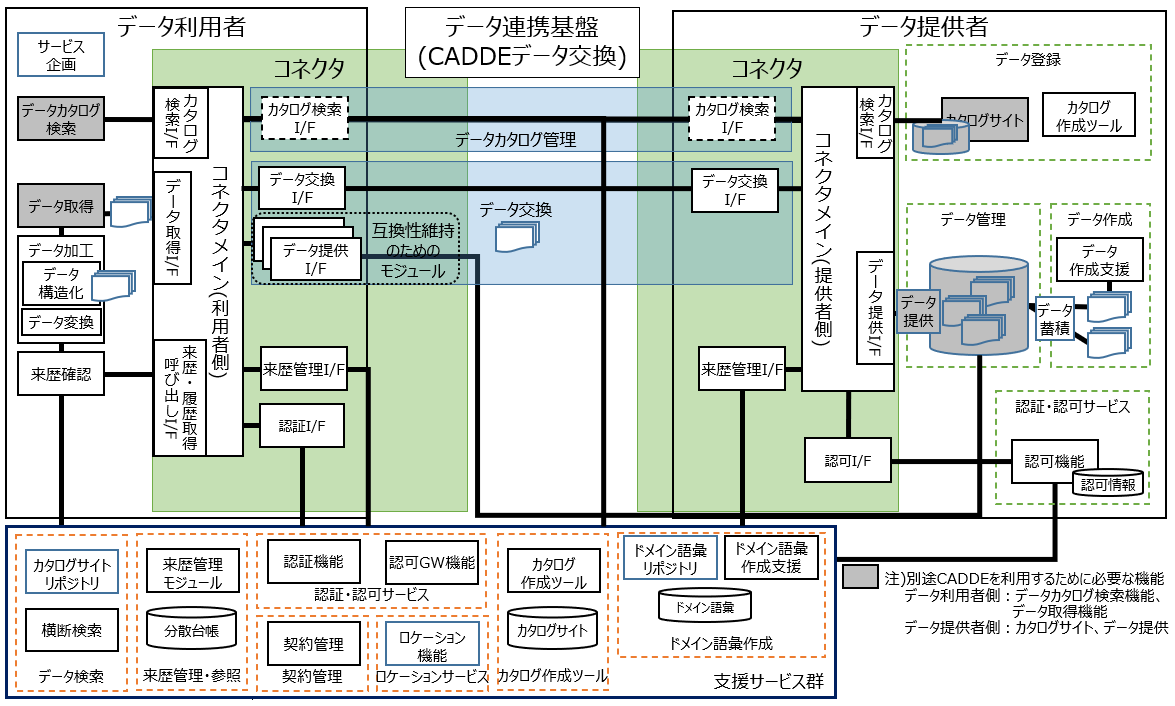 データ利用者
データ連携基盤
(CADDEデータ交換)
データ提供者
サービス
企画
データカタログ
検索
データ取得
データ加工
データ
構造化
データ変換
来歴確認
コネクタ
カタログ
検索I/F
データ取得I/F
来歴・履歴取得
呼び出しI/F
コネクタメイン(利用者側)
カタログ検索
I/F
データ交換
I/F
データ提供
I/F
互換性維持
のための
モジュール
来歴管理I/F
認証I/F
データカタログ管理
データ交換
コネクタ
カタログ検索
I/F
データ交換
I/F
来歴管理I/F
コネクタメイン(提供者側)
カタログ
検索I/F
データ提供I/F
認可I/F
データ登録
カタログサイト
カタログ
作成ツール
データ管理
データ
提供
データ
蓄積
データ作成
データ
作成支援
認証・認可サービス
認可機能
認可情報
カタログサイト
リポジトリ
横断検索
データ検索
来歴管理
モジュール
分散台帳
来歴管理・参照
認証機能
認可GW機能
認証・認可サービス
契約管理
契約管理
ロケーション
機能
ロケーションサービス
カタログ
作成ツール
カタログサイト
カタログ作成ツール
ドメイン語彙
リポジトリ
ドメイン語彙
作成支援
ドメイン語彙
ドメイン語彙作成
支援サービス群
注)別途CADDEを利用するために必要な機能
データ利用者側：データカタログ検索機能、
データ取得機能
データ提供者側：カタログサイト、データ提供